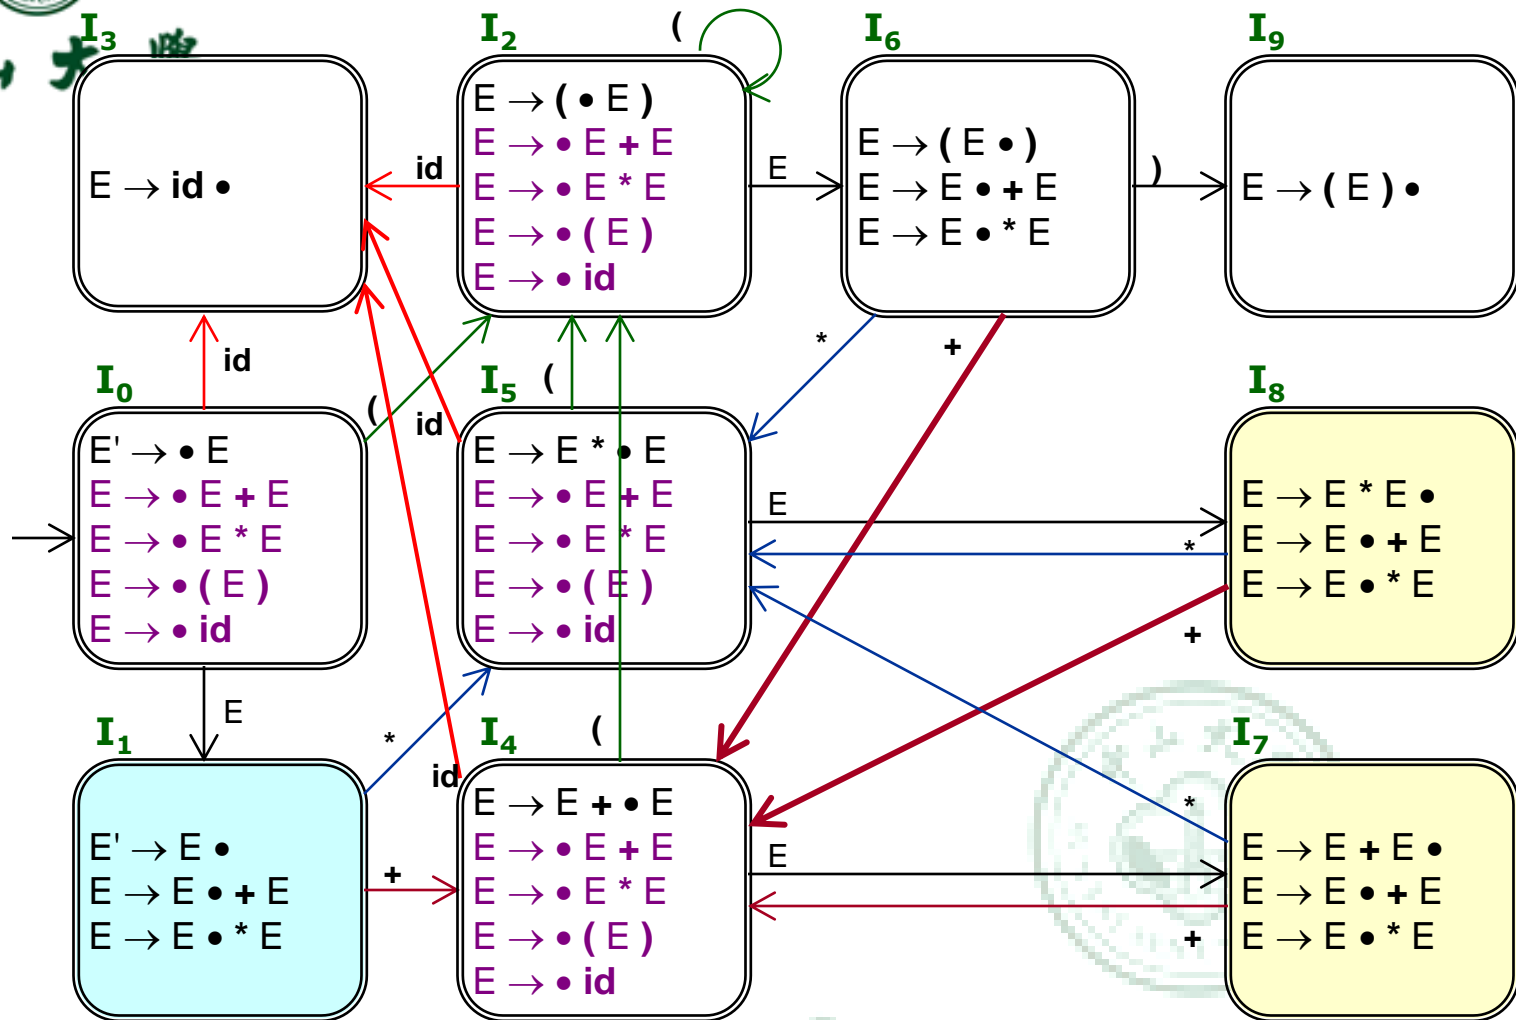 大
I3
E → id •
I2
(
E → ( • E )
E → • E + E
E → • E * E
E → • ( E )
E → • id
id
E
I6
E → ( E • )
E → E • + E
E → E • * E
)
I9
E → ( E ) •
id
(
id
*
+
I0
E' → • E
E → • E + E
E → • E * E
E → • ( E )
E → • id
I5
(
E → E * • E
E → • E + E
E → • E * E
E → • ( E )
E → • id
E
*
+
I8
E → E * E •
E → E • + E
E → E • * E
E
*
id
+
I1
E' → E •
E → E • + E
E → E • * E
I4
(
E → E + • E
E → • E + E
E → • E * E
E → • ( E )
E → • id
E
*
+
I7
E → E + E •
E → E • + E
E → E • * E